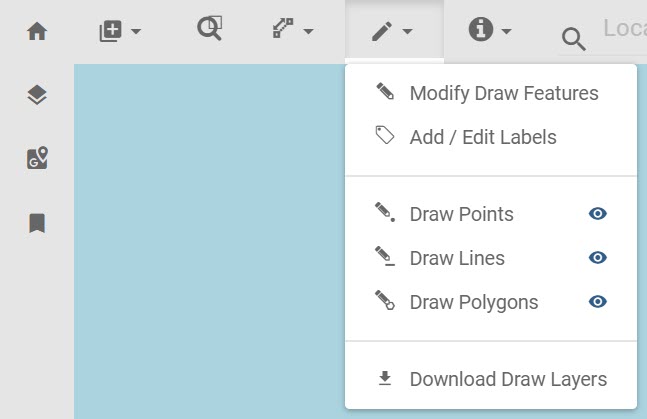 Loca
Modify Draw Features
Add / Edit Labels
Draw Points
Draw Lines
Draw Polygons
Download Draw Layers
G